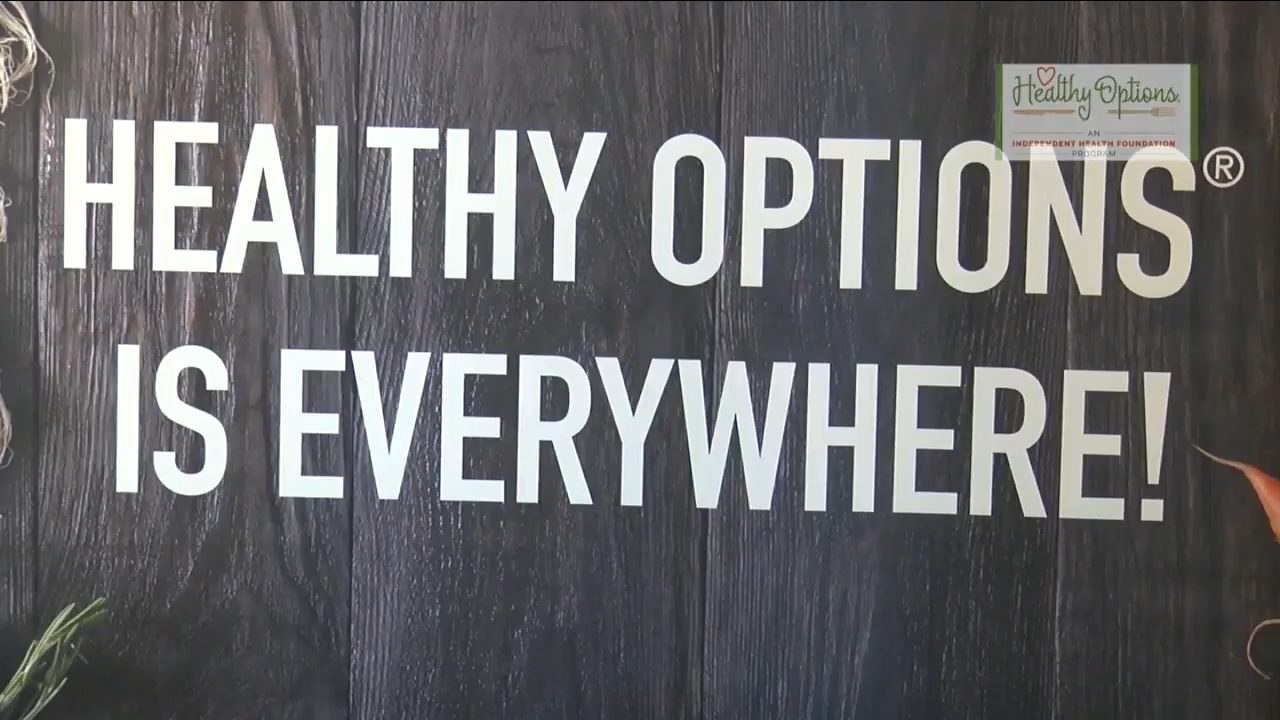 Healthy Options®
AN
INDEPENDENT HEALTH FOUNDATION
PROGRAM
HEALTHY OPTIONS®
IS EVERYWHERE!